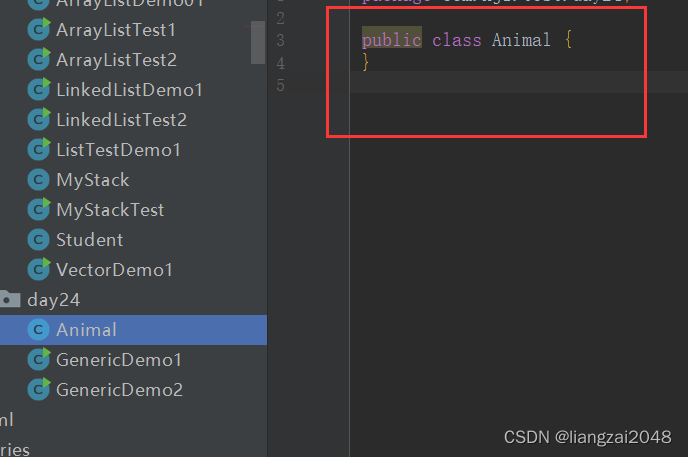 ArrayListDemo01
ArrayListTest1
ArrayListTest2
LinkedListDemo1
LinkedListTest2
ListTestDemo1
MyStack
MyStackTest
Student
VectorDemo1
day24
Animal
GenericDemo1
GenericDemo2
ml
ries
2
3
4
5
public class Animal {
}
CSDN @liangzai2048